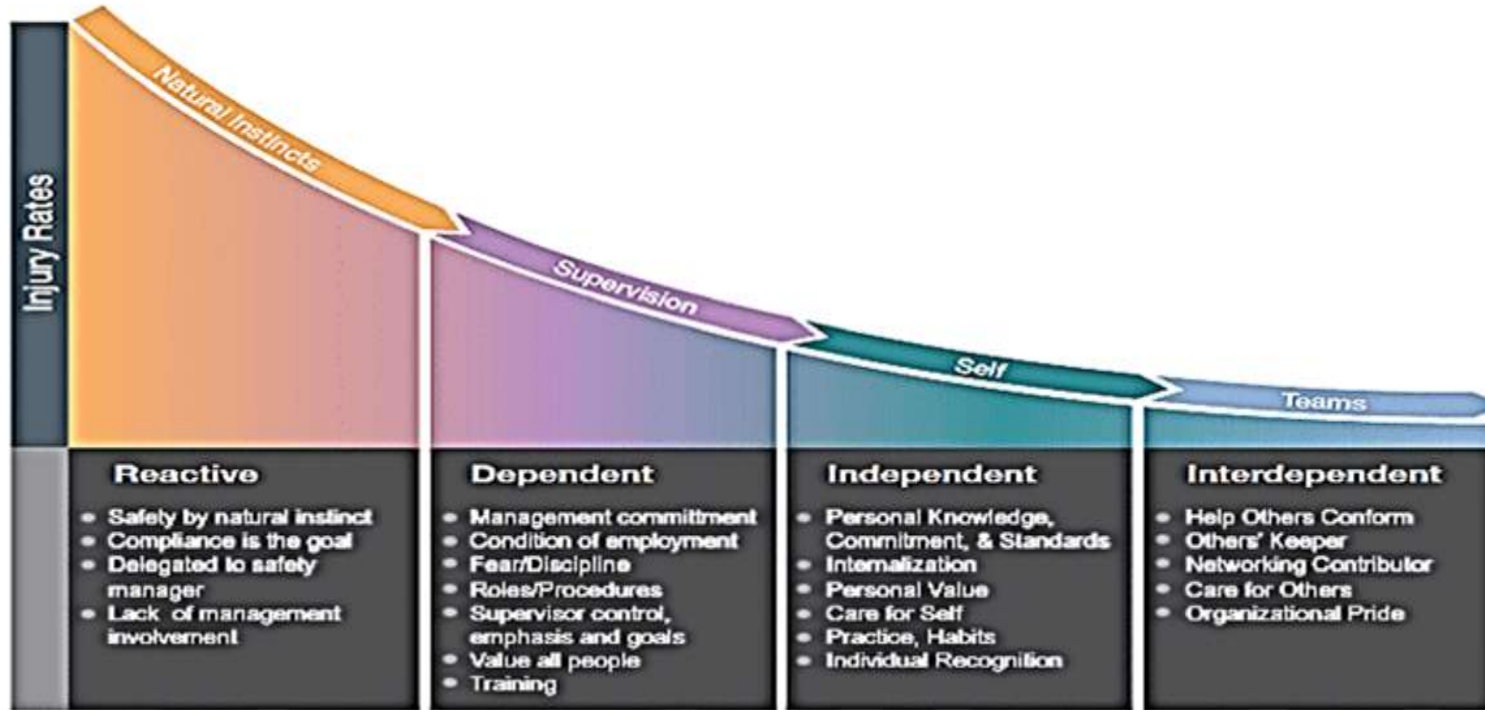 Injury Rates
Natural Instincts
Supervision
Self
Teams
Reactive
• Safety by natural instinct
• Compliance is the goal
• Delegated to safety
manager
• Lack of management
involvement
Dependent
• Management committment
• Condition of employment
• Fear/Discipline
• Roles/Procedures
• Supervisor control,
emphasis and goals
• Value all people
• Training
Independent
• Personal Knowledge,
Commitment, & Standards
• Internalization
• Personal Value
• Care for Self
• Practice, Habits
• Individual Recognition
Interdependent
• Help Others Conform
• Others' Keeper
• Networking Contributor
• Care for Others
• Organizational Pride